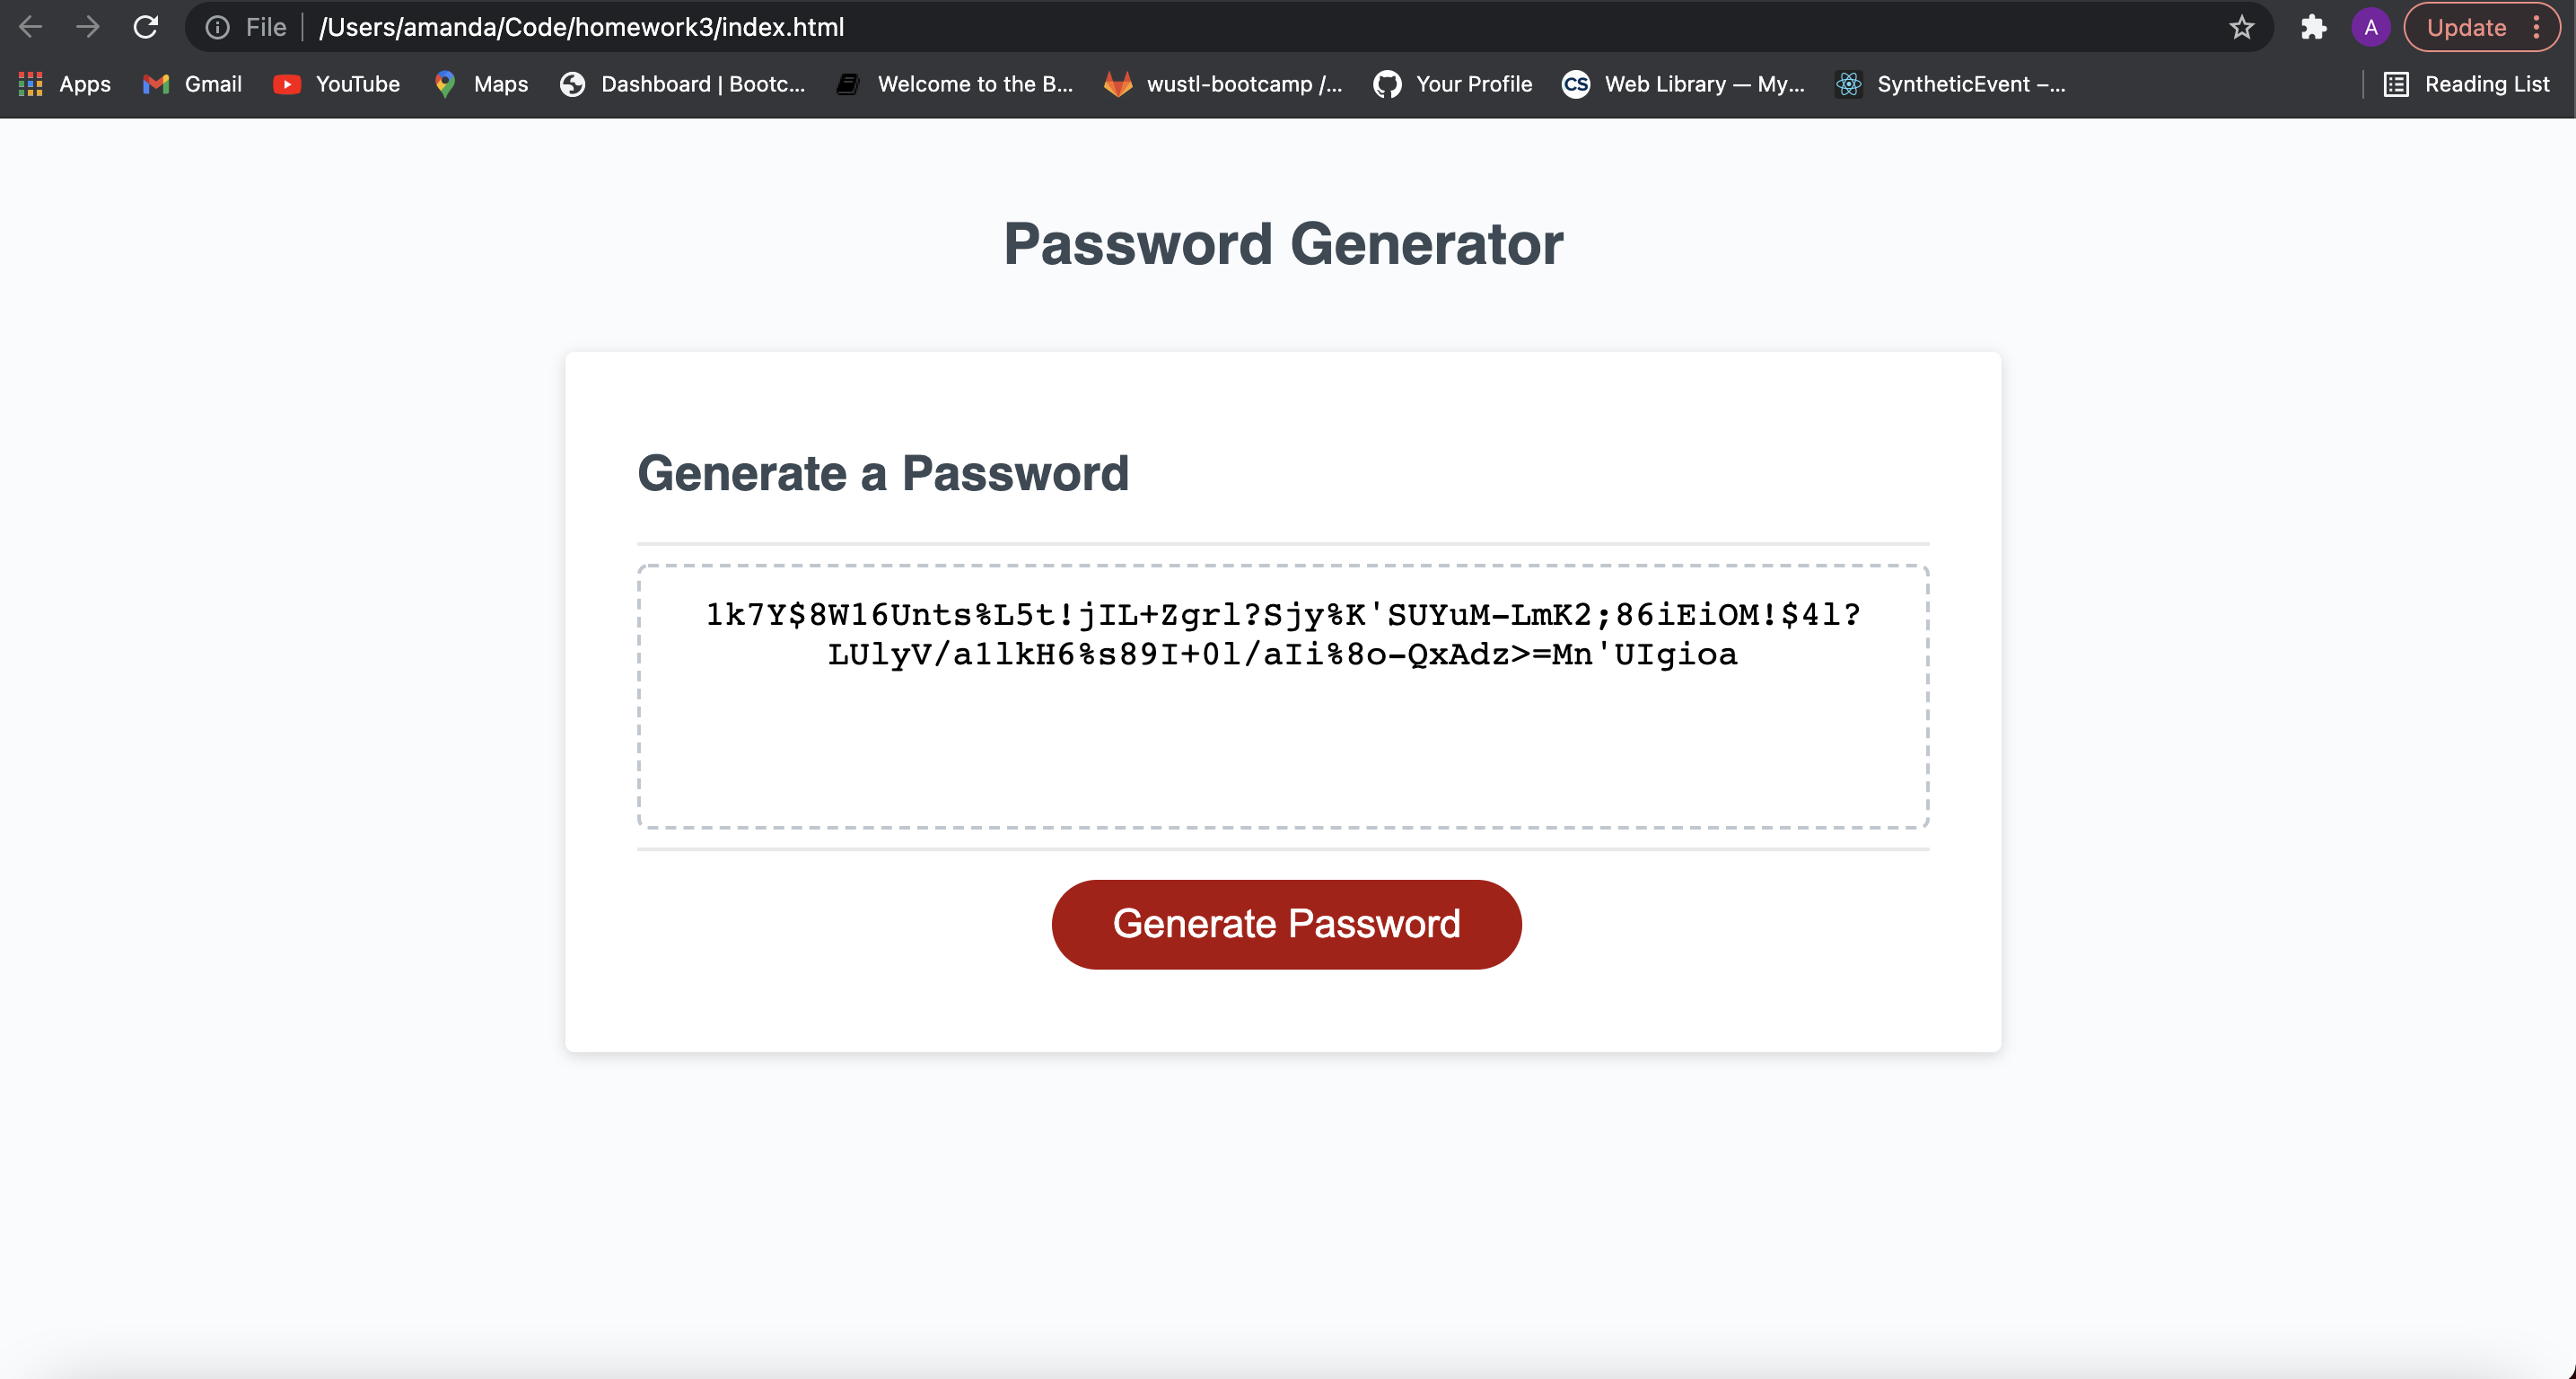 File /Users/amanda/Code/homework3/index.html A Update
Apps Gmail YouTube Maps Dashboard | Bootc... Welcome to the B... wustl-bootcamp /... Your Profile CS Web Library — My... SyntheticEvent –... Reading List
Password Generator
Generate a Password
1k7Y$8W16Unts%L5t!jIL+Zgrl?Sjy%K'SUYuM-LmK2;86iEiOM!$4l?
LUlyV/a1lkH6%s89I+0l/aIi%8o-QxAdz>=Mn'UIgioa
Generate Password